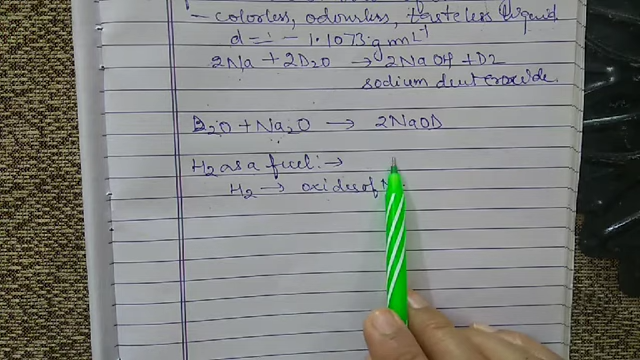 - colorless, odourless, tasteless liquid
d = 1 - 1.1073 g ml⁻¹
2Na + 2D2O → 2NaOH + D2
sodium deuteroxide.
D2O + Na2O → 2NaOD
H2 as a fuel :→
H2 → oxides of